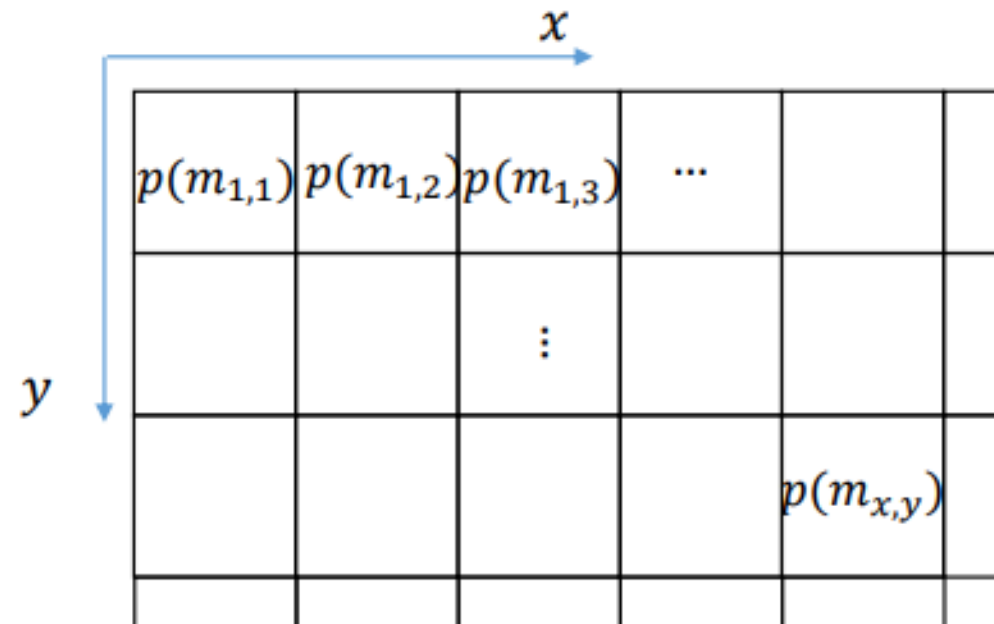 x
p(m₁,₁) p(m₁,₂) p(m₁,₃) ...
⋮
y
p(mₓ,ᵧ)